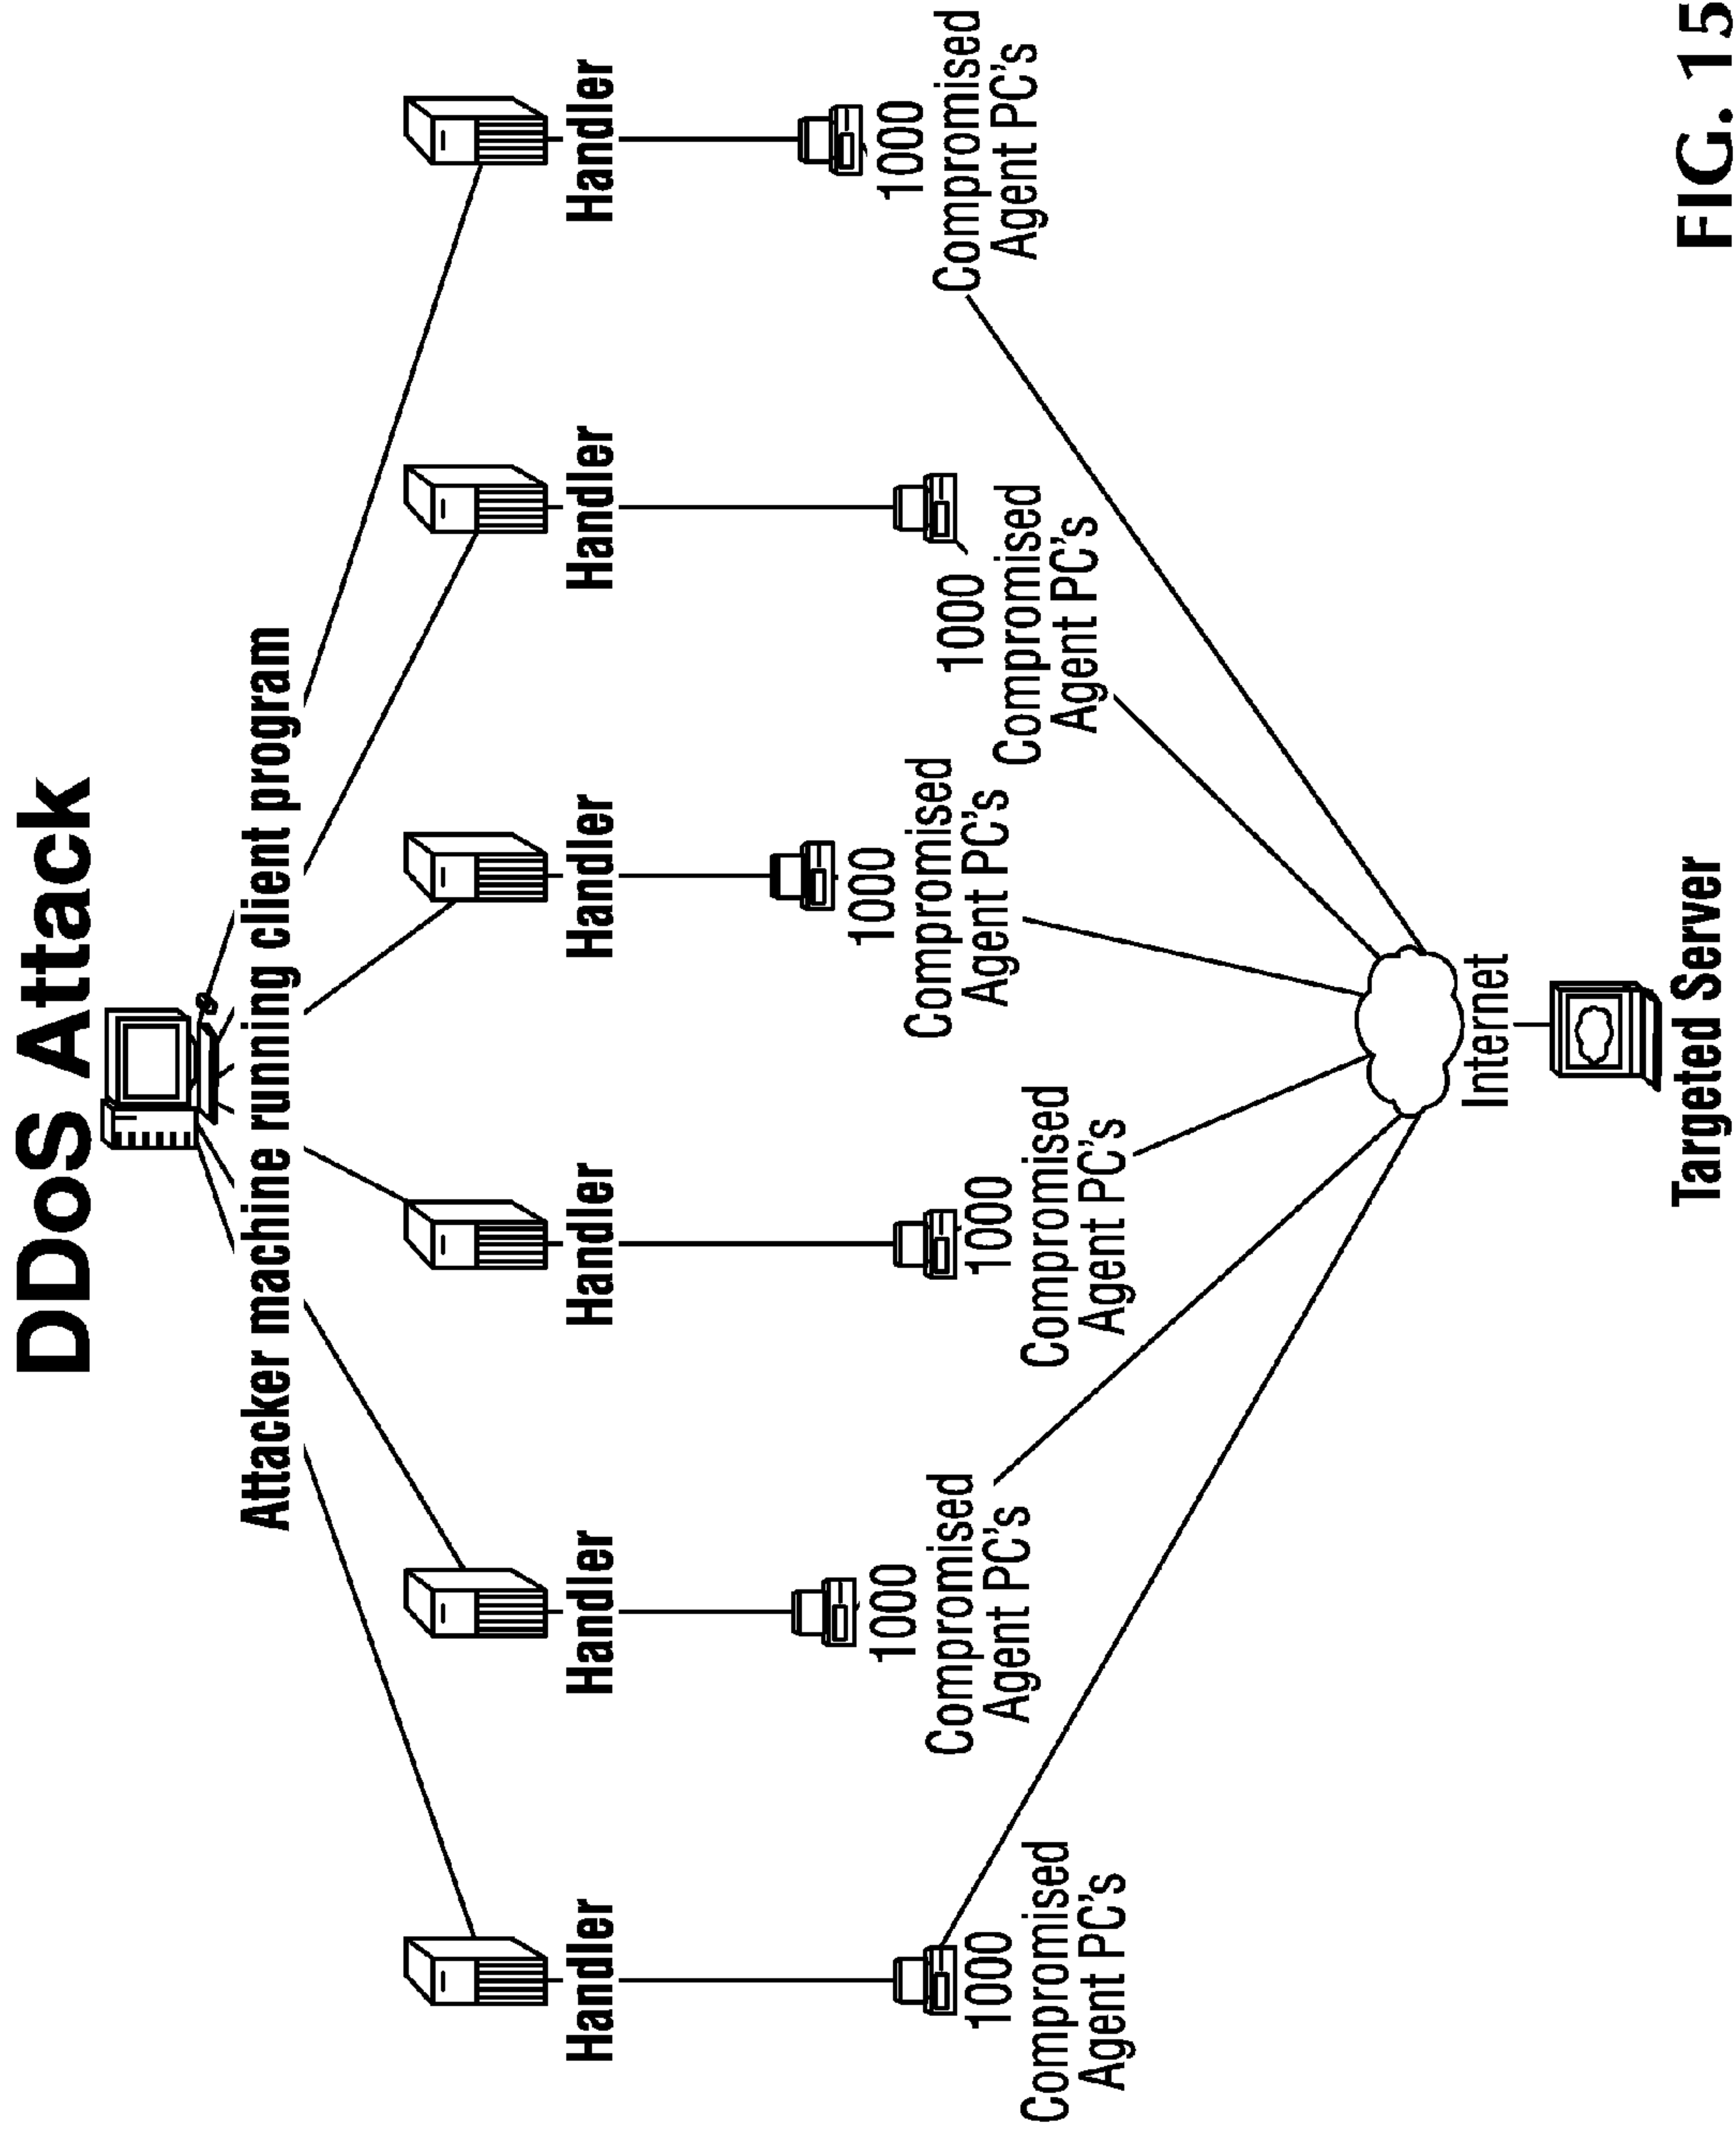 DDoS Attack
Attacker machine running client program
Handler
Handler
Handler
Handler
Handler
Handler
1000
Compromised
Agent PC's
1000
Compromised
Agent PC's
1000
Compromised
Agent PC's
1000
Compromised
Agent PC's
1000
Compromised
Agent PC's
1000
Compromised
Agent PC's
Internet
Targeted Server
FIG. 15